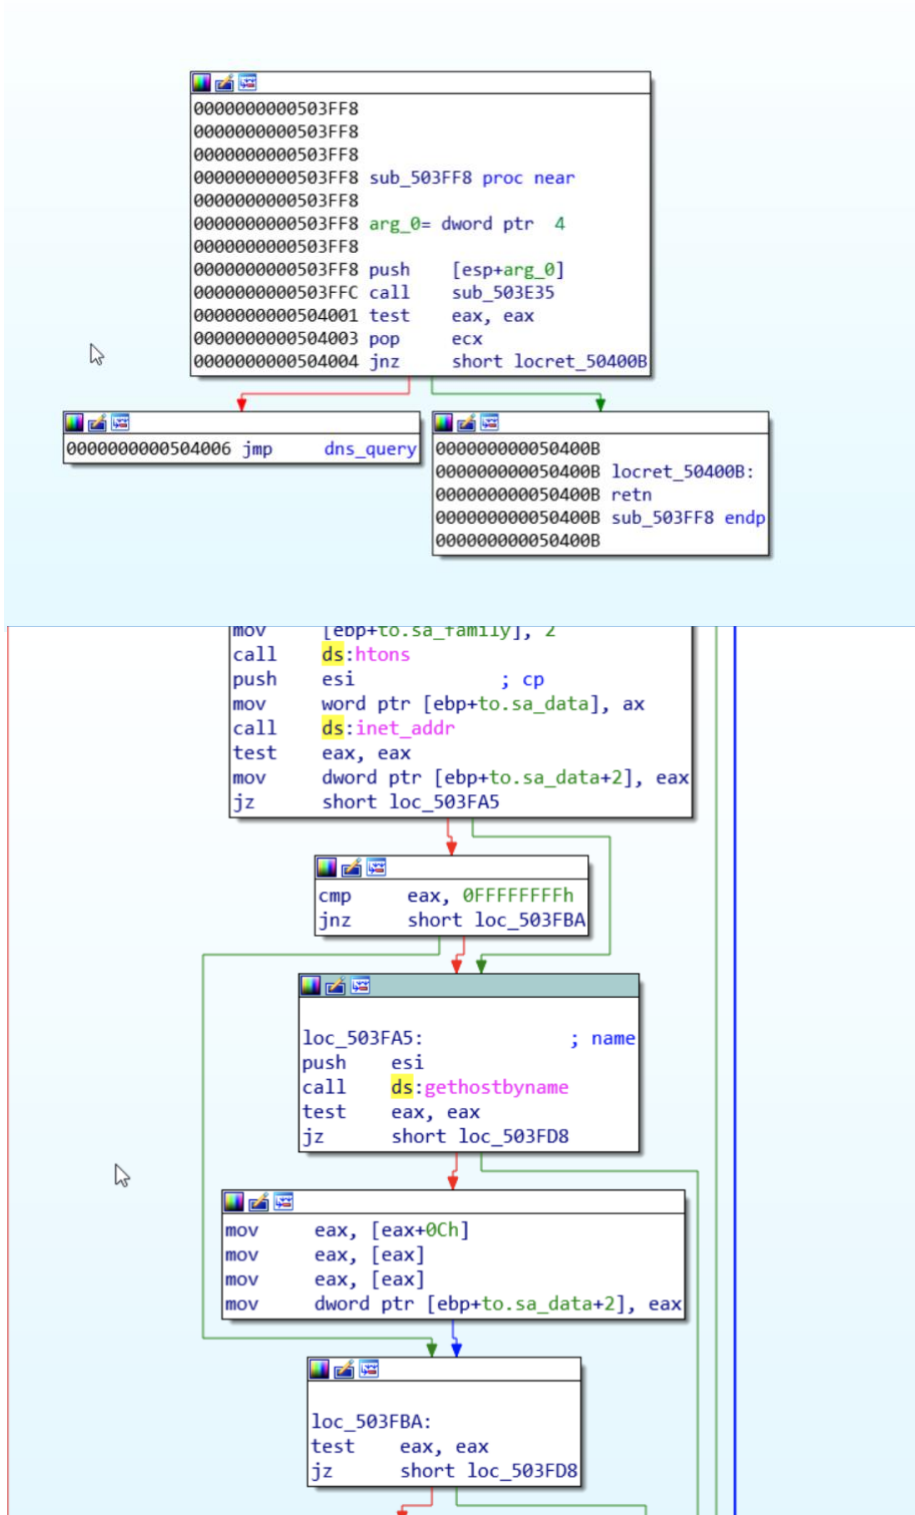 0000000000503FF8
0000000000503FF8
0000000000503FF8
0000000000503FF8 sub_503FF8 proc near
0000000000503FF8
0000000000503FF8 arg_0= dword ptr  4
0000000000503FF8
0000000000503FF8 push    [esp+arg_0]
0000000000503FFC call    sub_503E35
0000000000504001 test    eax, eax
0000000000504003 pop     ecx
0000000000504004 jnz     short locret_50400B
0000000000504006 jmp     dns_query
000000000050400B
000000000050400B locret_50400B:
000000000050400B retn
000000000050400B sub_503FF8 endp
000000000050400B
mov     [ebp+to.sa_family], 2
call    ds:htons
push    esi             ; cp
mov     word ptr [ebp+to.sa_data], ax
call    ds:inet_addr
test    eax, eax
mov     dword ptr [ebp+to.sa_data+2], eax
jz      short loc_503FA5
cmp     eax, 0FFFFFFFFh
jnz     short loc_503FBA
loc_503FA5:             ; name
push    esi
call    ds:gethostbyname
test    eax, eax
jz      short loc_503FD8
mov     eax, [eax+0Ch]
mov     eax, [eax]
mov     eax, [eax]
mov     dword ptr [ebp+to.sa_data+2], eax
loc_503FBA:
test    eax, eax
jz      short loc_503FD8